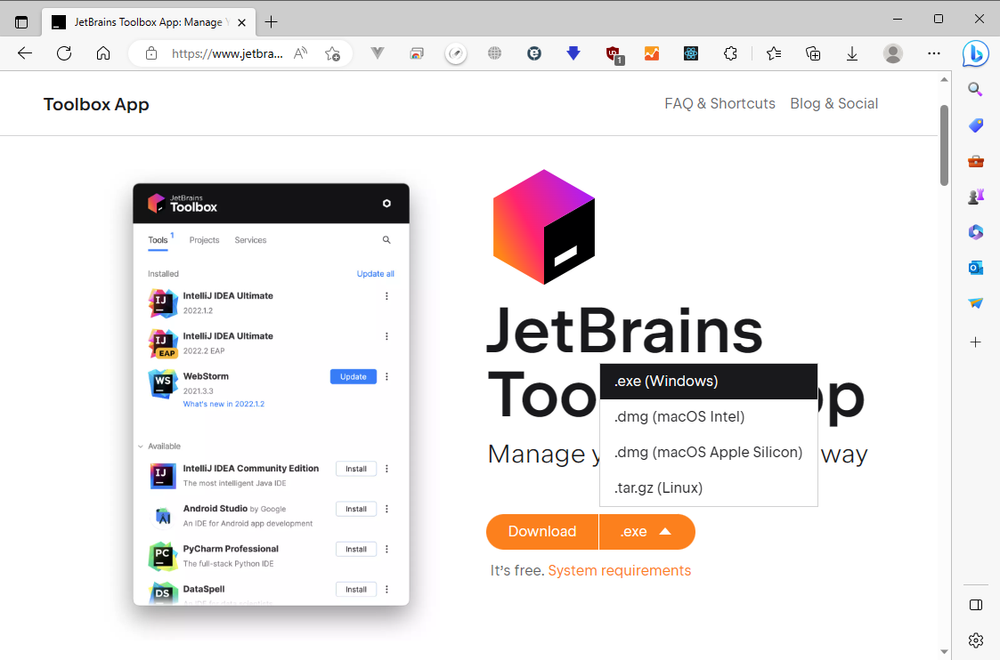 JetBrains Toolbox App: Manage
https://www.jetbra...
1
Toolbox App
FAQ & Shortcuts
Blog & Social
JetBrains
Toolbox
Tools 1
Projects
Services
Installed
Update all
IJ
IntelliJ IDEA Ultimate
2022.1.2
IJ
EAP
IntelliJ IDEA Ultimate
2022.2 EAP
WS
WebStorm
2021.3.3
What's new in 2022.1.2
Update
Available
IJ
IntelliJ IDEA Community Edition
The most intelligent Java IDE
Install
Android Studio by Google
An IDE for Android app development
Install
PC
PyCharm Professional
The full-stack Python IDE
Install
DS
DataSpell
An IDE for data scientists
Install
JetBrains
Too
p
Manage
way
.exe (Windows)
.dmg (macOS Intel)
.dmg (macOS Apple Silicon)
.tar.gz (Linux)
Download
.exe
It's free. System requirements